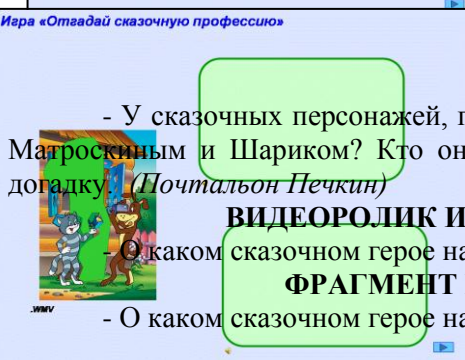 Игра «Отгадай сказочную профессию»
- У сказочных персонажей,
Матроскиным и Шариком? Кто он
догадку. (Почтальон Печкин)
ВИДЕОРОЛИК И
- О каком сказочном герое на
ФРАГМЕНТ
.WMV
- О каком сказочном герое на